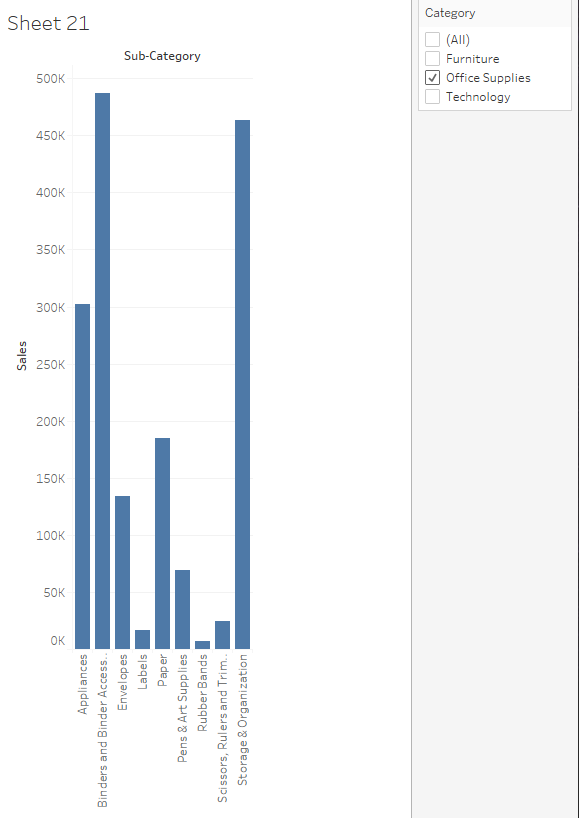 Sheet 21
Category
(All)
Furniture
Office Supplies
Technology
Sub-Category
500K
450K
400K
350K
300K
250K
200K
150K
100K
50K
0K
Sales
Appliances
Binders and Binder Access..
Envelopes
Labels
Paper
Pens & Art Supplies
Rubber Bands
Scissors, Rulers and Trim..
Storage & Organization